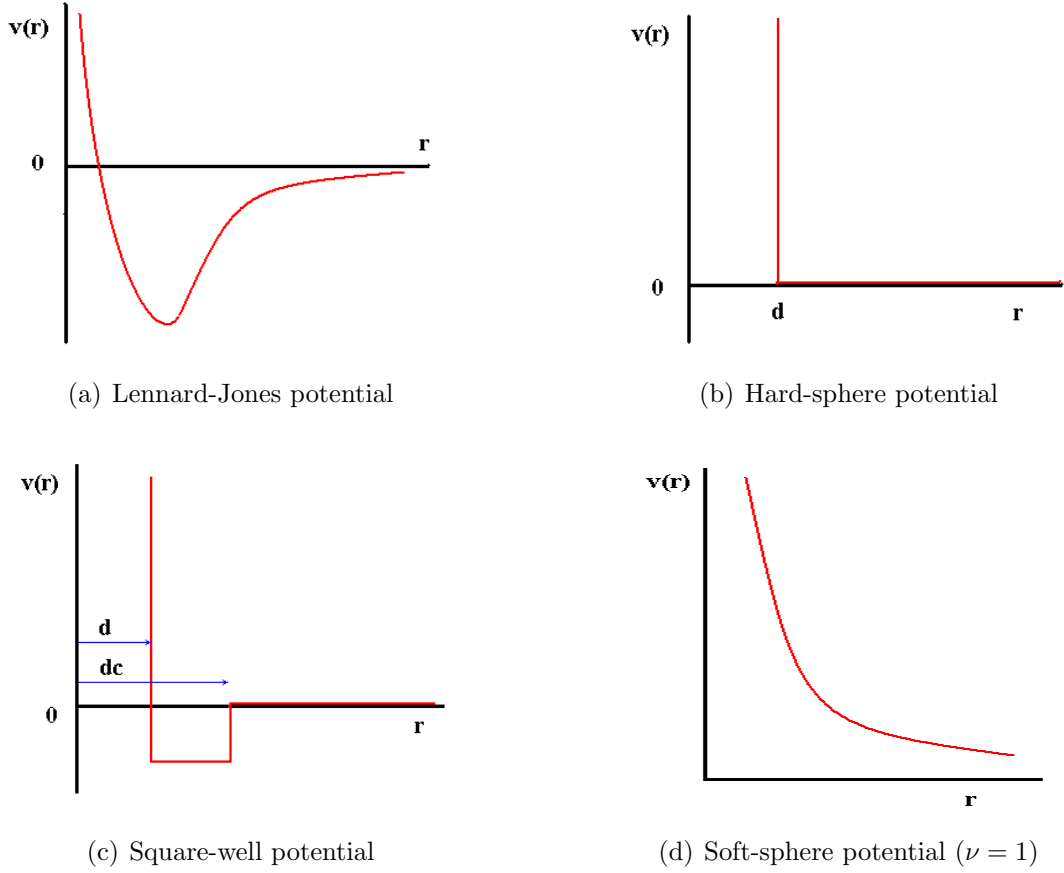 v(r)
0
r
(a) Lennard-Jones potential
v(r)
0
d
r
(b) Hard-sphere potential
v(r)
d
dc
0
r
(c) Square-well potential
v(r)
r
(d) Soft-sphere potential (ν = 1)